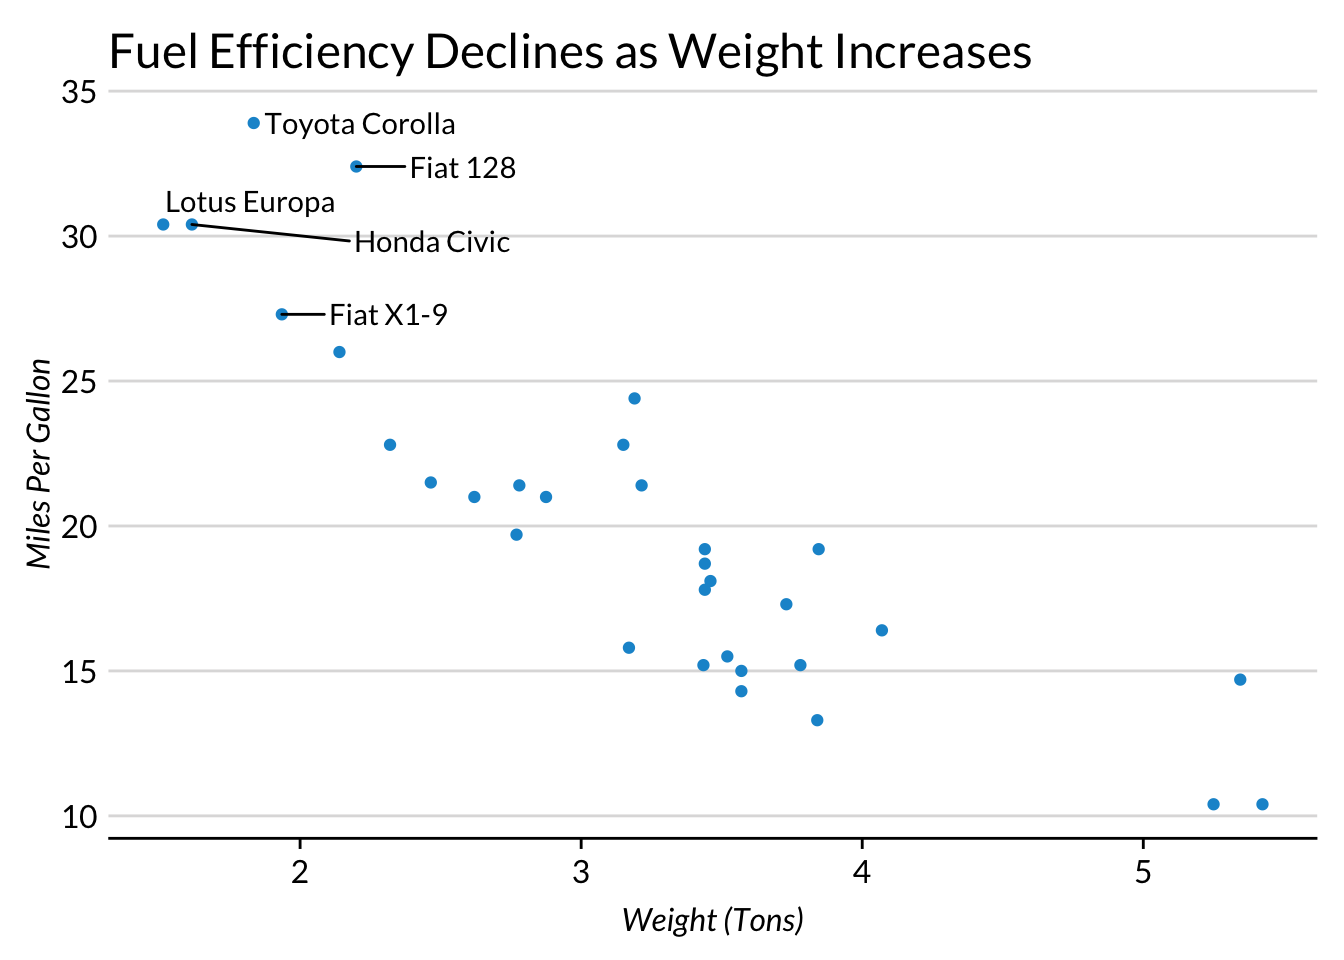 Fuel Efficiency Declines as Weight Increases
35
Toyota Corolla
Fiat 128
Lotus Europa
30
Honda Civic
Fiat X1-9
Miles Per Gallon
25
20
15
10
2 3 4 5
Weight (Tons)